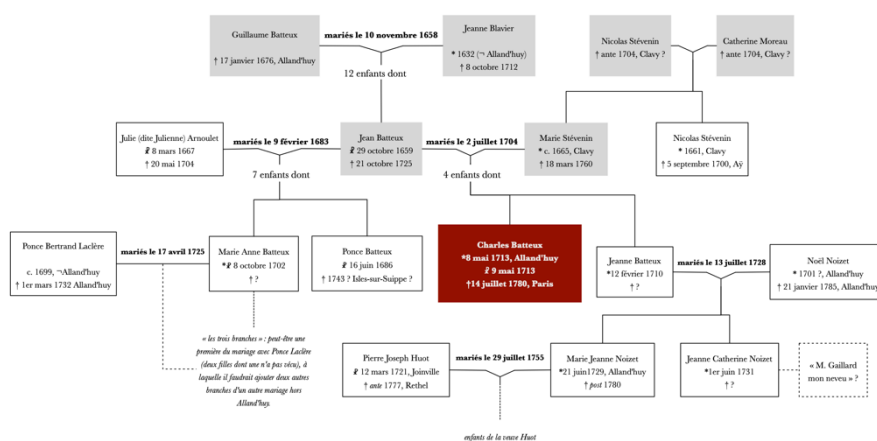 Guillaume Batteux
† 17 janvier 1676, Alland'huy
mariés le 10 novembre 1658
Jeanne Blavier
* 1632 (¬ Alland'huy)
† 8 octobre 1712
12 enfants dont
Nicolas Stévenin
† ante 1704, Clavy ?
Catherine Moreau
† ante 1704, Clavy ?
Julie (dite Julienne) Arnoulet
8 mars 1667
† 20 mai 1704
mariés le 9 février 1683
7 enfants dont
Jean Batteux
29 octobre 1659
† 21 octobre 1725
mariés le 2 juillet 1704
4 enfants dont
Marie Stévenin
* c. 1665, Clavy
† 18 mars 1760
Nicolas Stévenin
* 1661, Clavy
† 5 septembre 1700, Aÿ
Ponce Bertrand Laclère
c. 1699, ¬Alland'huy
† 1er mars 1732 Alland'huy
mariés le 17 avril 1725
Marie Anne Batteux
* 8 octobre 1702
† ?
Ponce Batteux
16 juin 1686
† 1743 ? Isles-sur-Suippe ?
Charles Batteux
*8 mai 1713, Alland'huy
9 mai 1713
†14 juillet 1780, Paris
Jeanne Batteux
*12 février 1710
† ?
mariés le 13 juillet 1728
Noël Noizet
* 1701 ?, Alland'huy
† 21 janvier 1785, Alland'huy
« les trois branches » : peut-être une
première du mariage avec Ponce Laclère
(deux filles dont une n'a pas vécu), à
laquelle il faudrait ajouter deux autres
branches d'un autre mariage hors
Alland'huy.
Pierre Joseph Huot
12 mars 1721, Joinville
† ante 1777, Rethel
mariés le 29 juillet 1755
Marie Jeanne Noizet
*21 juin1729, Alland'huy
† post 1780
Jeanne Catherine Noizet
*1er juin 1731
† ?
« M. Gaillard
mon neveu » ?
enfants de la veuve Huot